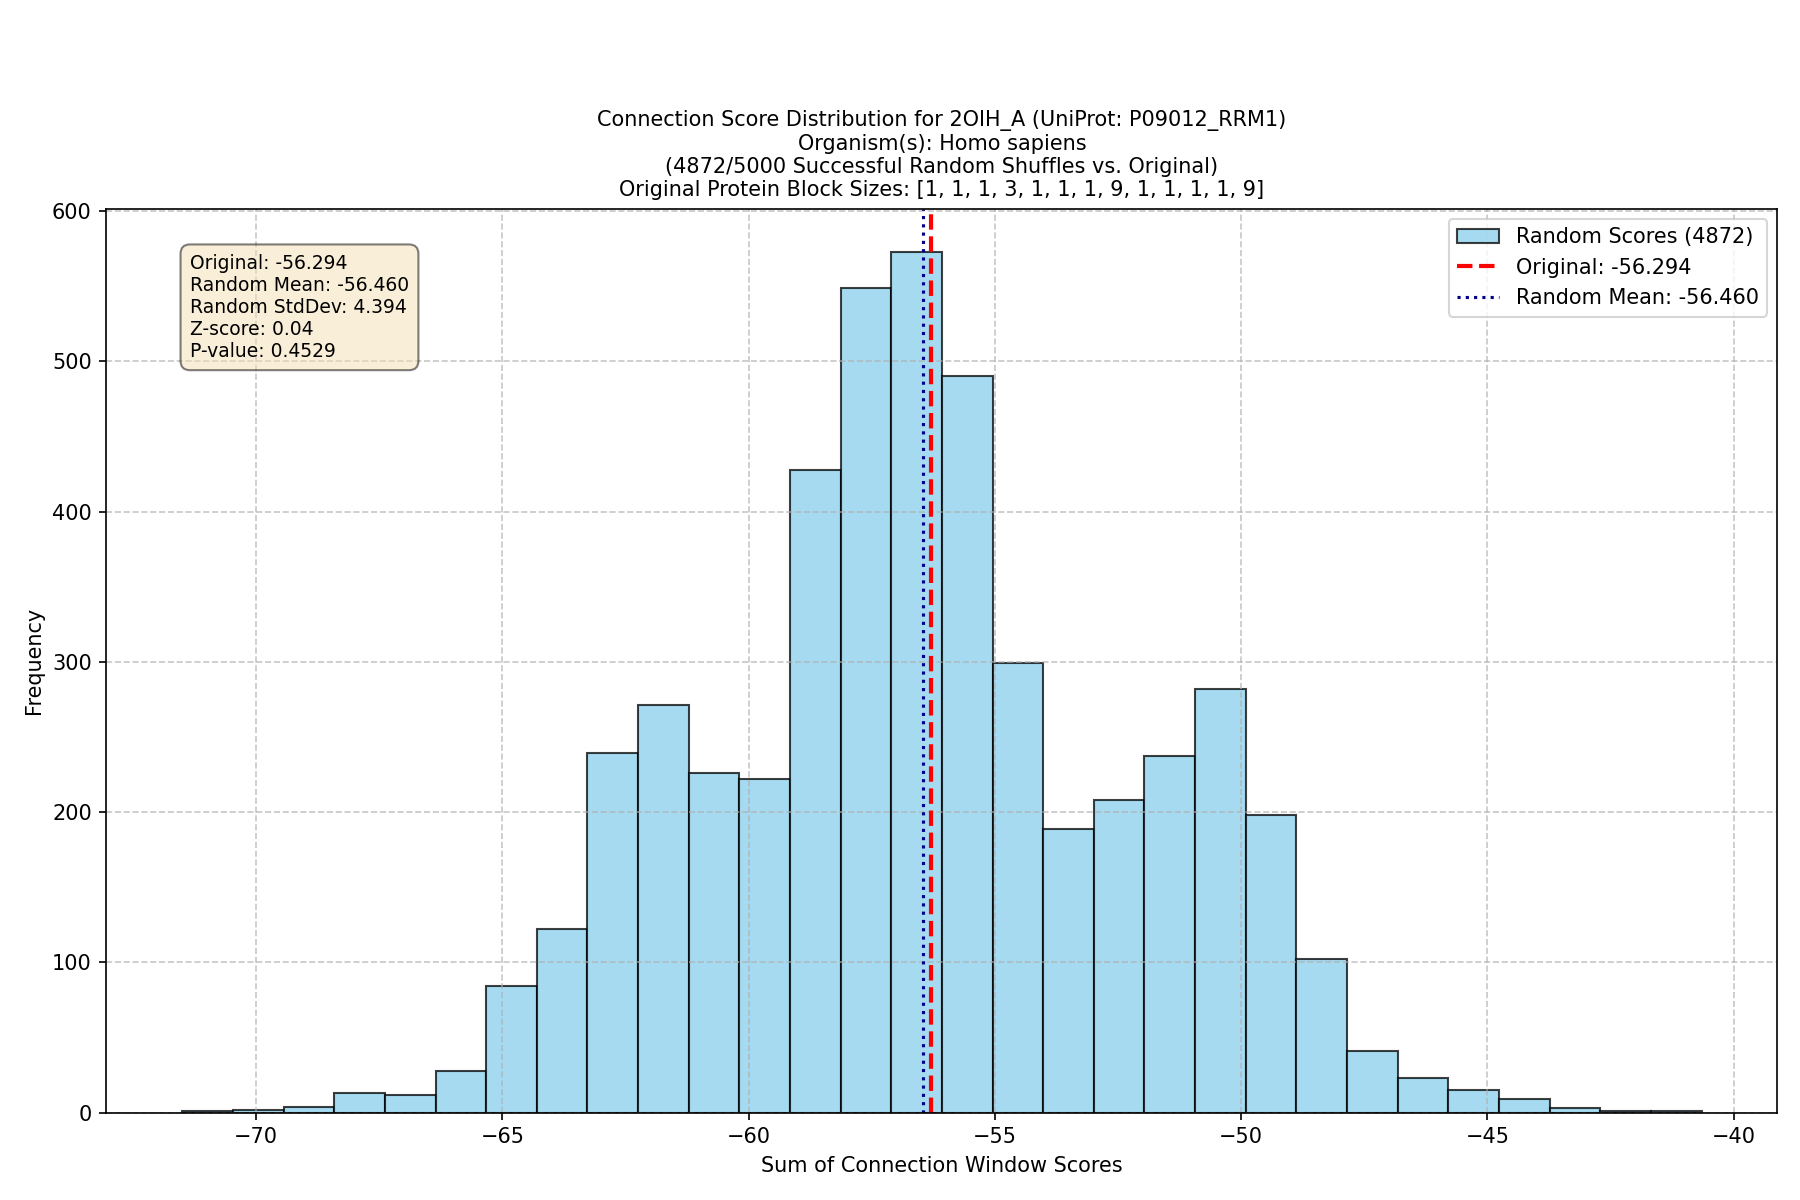 Connection Score Distribution for 2OIH_A (UniProt: P09012_RRM1)
Organism(s): Homo sapiens
(4872/5000 Successful Random Shuffles vs. Original)
Original Protein Block Sizes: [1, 1, 1, 3, 1, 1, 1, 9, 1, 1, 1, 1, 9]
Original: -56.294
Random Mean: -56.460
Random StdDev: 4.394
Z-score: 0.04
P-value: 0.4529
Random Scores (4872)
Original: -56.294
Random Mean: -56.460
Frequency
600
500
400
300
200
100
0
−70
−65
−60
−55
−50
−45
−40
Sum of Connection Window Scores